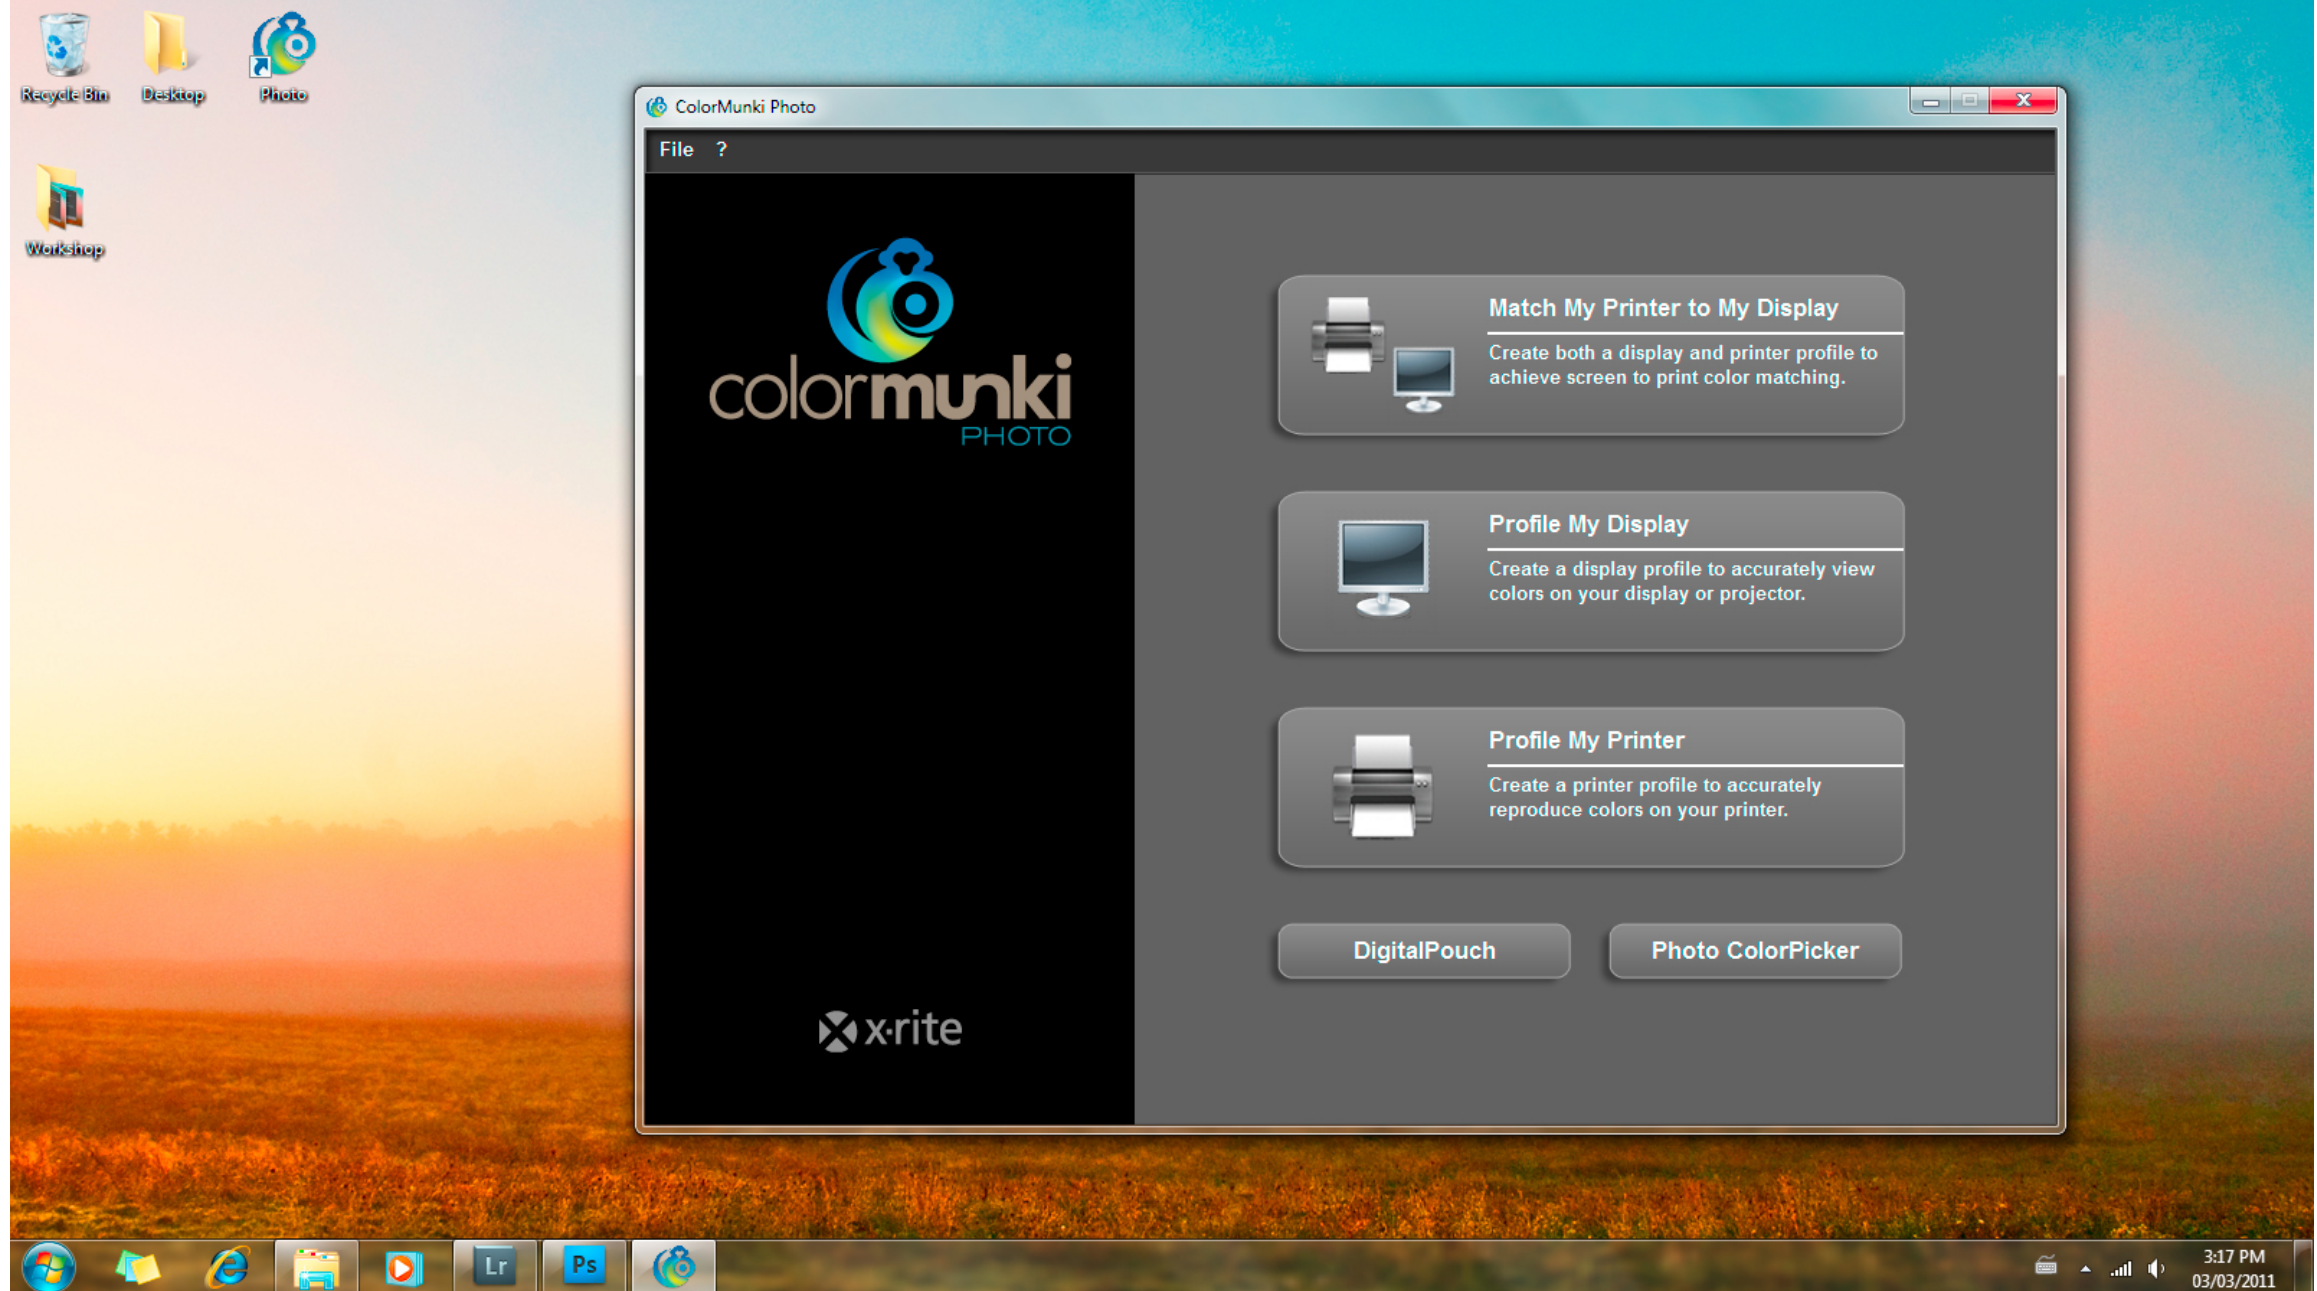 Recycle Bin
Desktop
Photo
Workshop
ColorMunki Photo
File ?
colormunki
PHOTO
x·rite
Match My Printer to My Display
Create both a display and printer profile to
achieve screen to print color matching.
Profile My Display
Create a display profile to accurately view
colors on your display or projector.
Profile My Printer
Create a printer profile to accurately
reproduce colors on your printer.
DigitalPouch
Photo ColorPicker
Lr
Ps
3:17 PM
03/03/2011